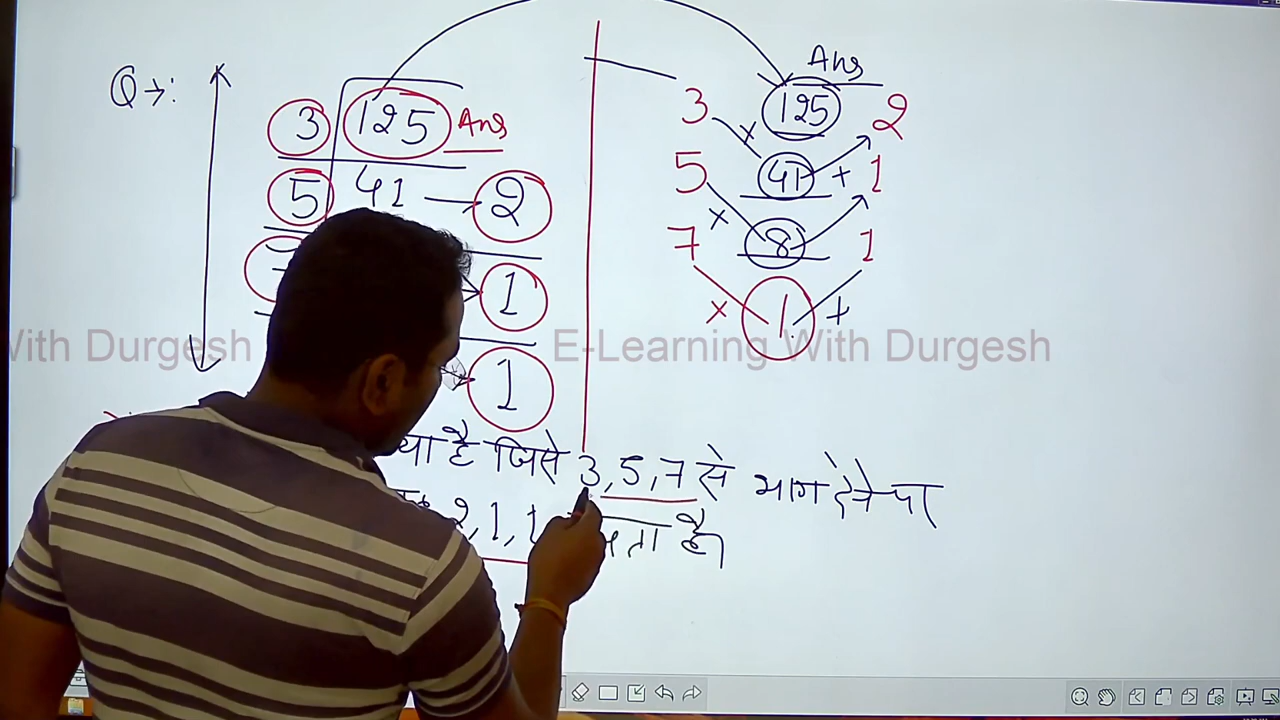 Q→:
3 125 Ans
5 41 → 2
1
1
Ans
3 125 2
× 41 +
5 1
× 8
7 1
× 1 +
With Durgesh E-Learning With Durgesh
है जिसे 3,5,7 से भाग देने पर
2,1,1 है।